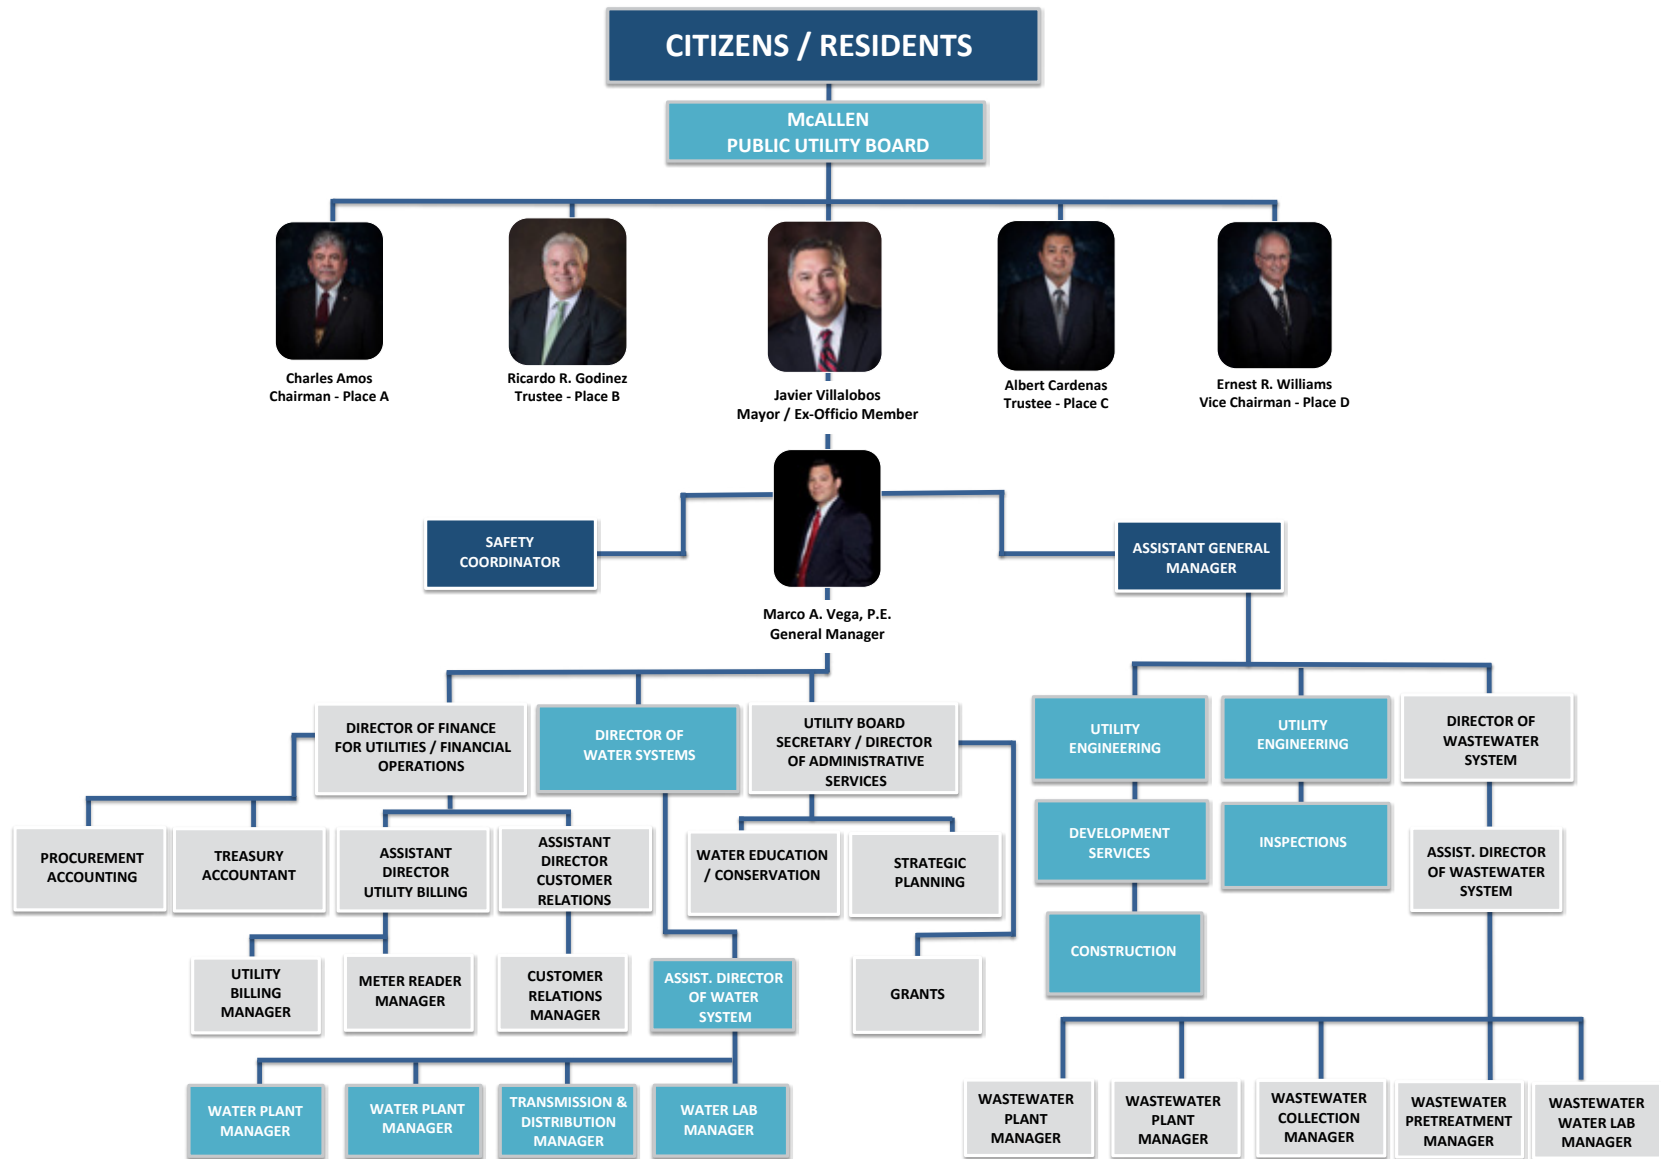 CITIZENS / RESIDENTS
McALLEN
PUBLIC UTILITY BOARD
Charles Amos
Chairman - Place A
Ricardo R. Godinez
Trustee - Place B
Javier Villalobos
Mayor / Ex-Officio Member
Albert Cardenas
Trustee - Place C
Ernest R. Williams
Vice Chairman - Place D
SAFETY
COORDINATOR
ASSISTANT GENERAL
MANAGER
Marco A. Vega, P.E.
General Manager
DIRECTOR OF FINANCE
FOR UTILITIES / FINANCIAL
OPERATIONS
DIRECTOR OF
WATER SYSTEMS
UTILITY BOARD
SECRETARY / DIRECTOR
OF ADMINISTRATIVE
SERVICES
UTILITY
ENGINEERING
UTILITY
ENGINEERING
DIRECTOR OF
WASTEWATER
SYSTEM
PROCUREMENT
ACCOUNTING
TREASURY
ACCOUNTANT
ASSISTANT
DIRECTOR
UTILITY BILLING
ASSISTANT
DIRECTOR
CUSTOMER
RELATIONS
WATER EDUCATION
/ CONSERVATION
STRATEGIC
PLANNING
DEVELOPMENT
SERVICES
INSPECTIONS
ASSIST. DIRECTOR
OF WASTEWATER
SYSTEM
UTILITY
BILLING
MANAGER
METER READER
MANAGER
CUSTOMER
RELATIONS
MANAGER
ASSIST. DIRECTOR
OF WATER
SYSTEM
GRANTS
CONSTRUCTION
WATER PLANT
MANAGER
WATER PLANT
MANAGER
TRANSMISSION &
DISTRIBUTION
MANAGER
WATER LAB
MANAGER
WASTEWATER
PLANT
MANAGER
WASTEWATER
PLANT
MANAGER
WASTEWATER
COLLECTION
MANAGER
WASTEWATER
PRETREATMENT
MANAGER
WASTEWATER
WATER LAB
MANAGER